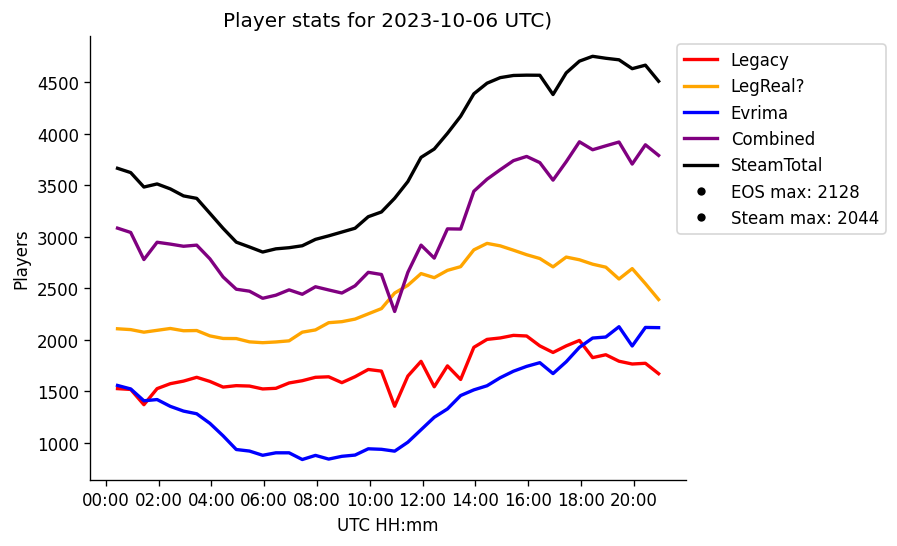 Player stats for 2023-10-06 UTC)
Legacy
LegReal?
Evrima
Combined
SteamTotal
EOS max: 2128
Steam max: 2044
Players
4500
4000
3500
3000
2500
2000
1500
1000
00:00 02:00 04:00 06:00 08:00 10:00 12:00 14:00 16:00 18:00 20:00
UTC HH:mm